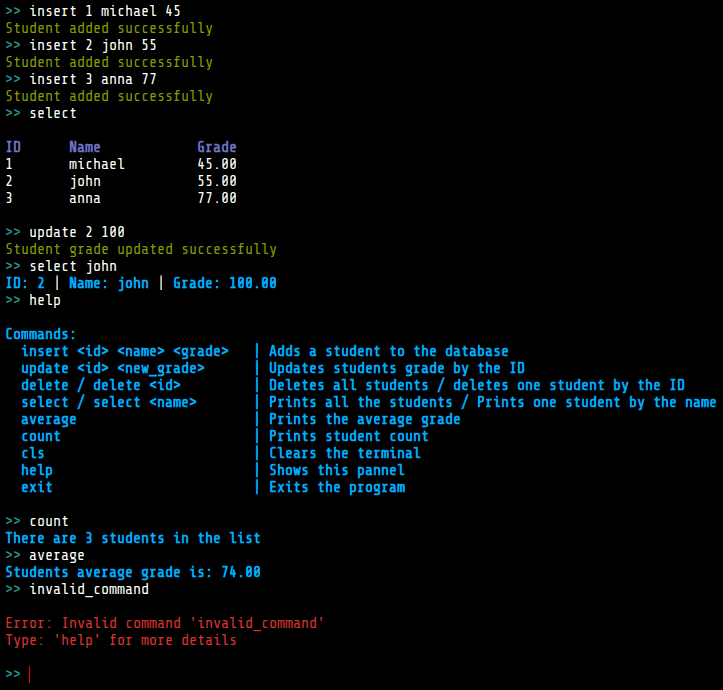 >> insert 1 michael 45
Student added successfully
>> insert 2 john 55
Student added successfully
>> insert 3 anna 77
Student added successfully
>> select
ID Name Grade
1 michael 45.00
2 john 55.00
3 anna 77.00
>> update 2 100
Student grade updated successfully
>> select john
ID: 2 | Name: john | Grade: 100.00
>> help
Commands:
insert <id> <name> <grade> | Adds a student to the database
update <id> <new_grade> | Updates students grade by the ID
delete / delete <id> | Deletes all students / deletes one student by the ID
select / select <name> | Prints all the students / Prints one student by the name
average | Prints the average grade
count | Prints student count
cls | Clears the terminal
help | Shows this pannel
exit | Exits the program
>> count
There are 3 students in the list
>> average
Students average grade is: 74.00
>> invalid_command
Error: Invalid command 'invalid_command'
Type: 'help' for more details
>>